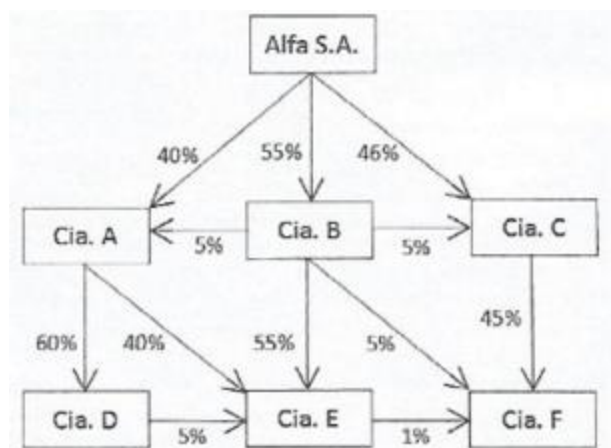 Alfa S.A.
40% 55% 46%
Cia. A 5% Cia. B 5% Cia. C
60% 40% 55% 5% 45%
Cia. D 5% Cia. E 1% Cia. F